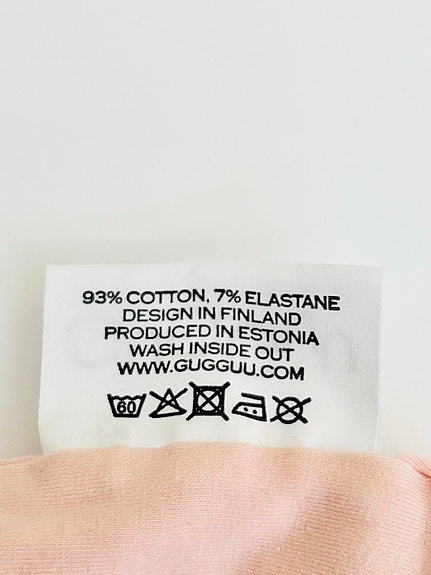 93% COTTON, 7% ELASTANE
DESIGN IN FINLAND
PRODUCED IN ESTONIA
WASH INSIDE OUT
WWW.GUGGUU.COM
60